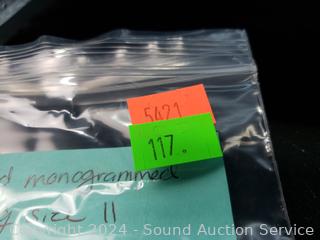 5421
117.
monogrammed
size 11
©Copyright 2024 - Sound Auction Service